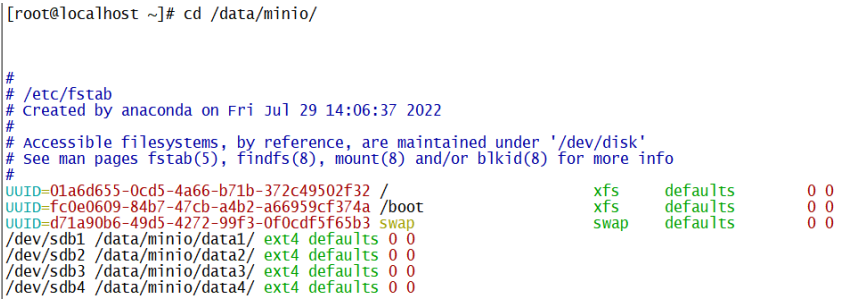 [root@localhost ~]# cd /data/minio/
#
# /etc/fstab
# Created by anaconda on Fri Jul 29 14:06:37 2022
#
# Accessible filesystems, by reference, are maintained under '/dev/disk'
# See man pages fstab(5), findfs(8), mount(8) and/or blkid(8) for more info
#
UUID=01a6d655-0cd5-4a66-b71b-372c49502f32 / xfs defaults 0 0
UUID=fc0e0609-84b7-47cb-a4b2-a66959cf374a /boot xfs defaults 0 0
UUID=d71a90b6-49d5-4272-99f3-0f0cdf5f65b3 swap swap defaults 0 0
/dev/sdb1 /data/minio/data1/ ext4 defaults 0 0
/dev/sdb2 /data/minio/data2/ ext4 defaults 0 0
/dev/sdb3 /data/minio/data3/ ext4 defaults 0 0
/dev/sdb4 /data/minio/data4/ ext4 defaults 0 0